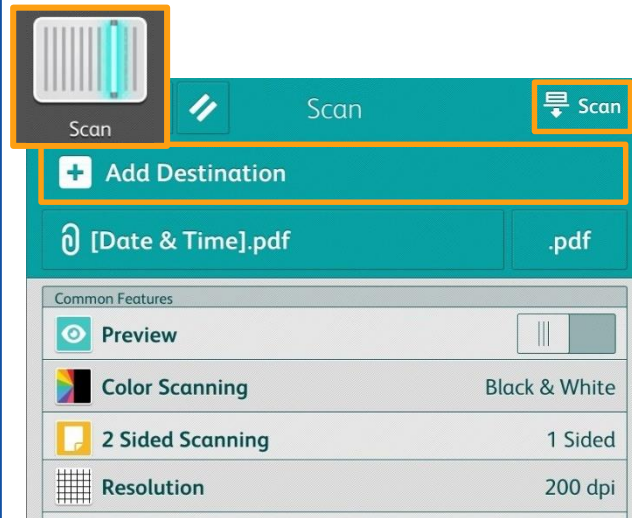 Scan
Scan
Scan
Add Destination
[Date & Time].pdf
.pdf
Common Features
Preview
Color Scanning
Black & White
2 Sided Scanning
1 Sided
Resolution
200 dpi